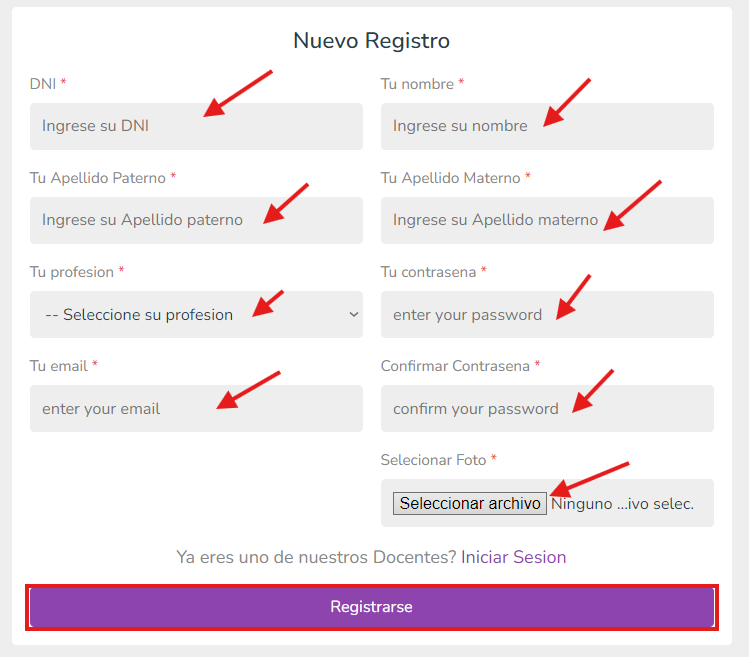 Nuevo Registro
DNI *
Tu nombre *
Ingrese su DNI
Ingrese su nombre
Tu Apellido Paterno *
Tu Apellido Materno *
Ingrese su Apellido paterno
Ingrese su Apellido materno
Tu profesion *
Tu contrasena *
-- Seleccione su profesion
enter your password
Tu email *
Confirmar Contrasena *
enter your email
confirm your password
Selecionar Foto *
Seleccionar archivo Ninguno ...ivo selec.
Ya eres uno de nuestros Docentes? Iniciar Sesion
Registrarse